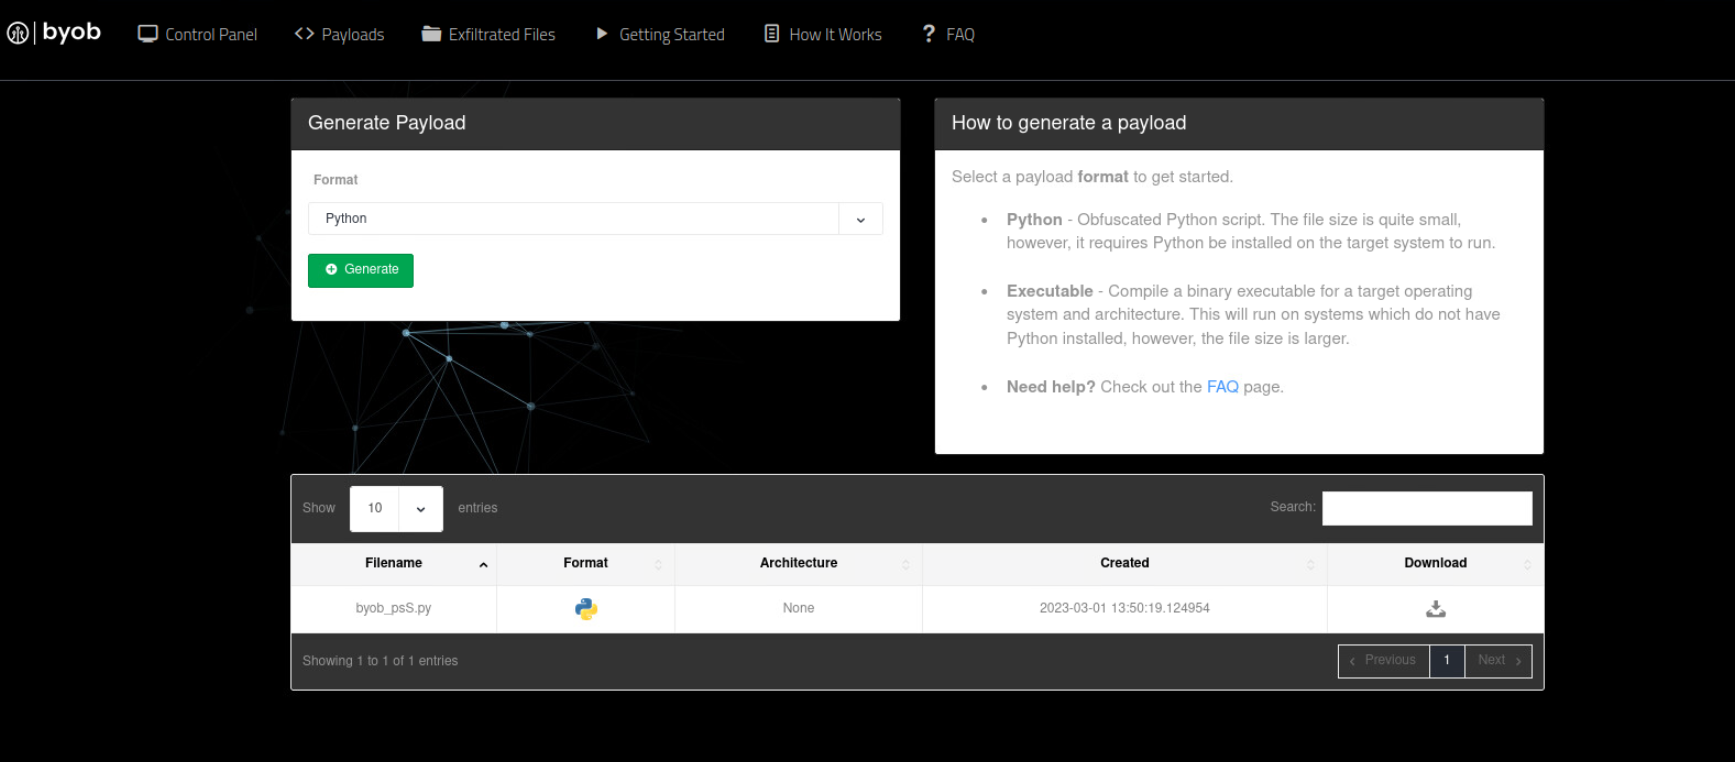 byob Control Panel Payloads Exfiltrated Files Getting Started How It Works ? FAQ
Generate Payload
Format
Python
Generate
How to generate a payload
Select a payload format to get started.
• Python - Obfuscated Python script. The file size is quite small,
however, it requires Python be installed on the target system to run.
• Executable - Compile a binary executable for a target operating
system and architecture. This will run on systems which do not have
Python installed, however, the file size is larger.
• Need help? Check out the FAQ page.
Show 10 entries Search:
Filename Format Architecture Created Download
byob_psS.py None 2023-03-01 13:50:19.124954
Showing 1 to 1 of 1 entries ‹ Previous 1 Next ›